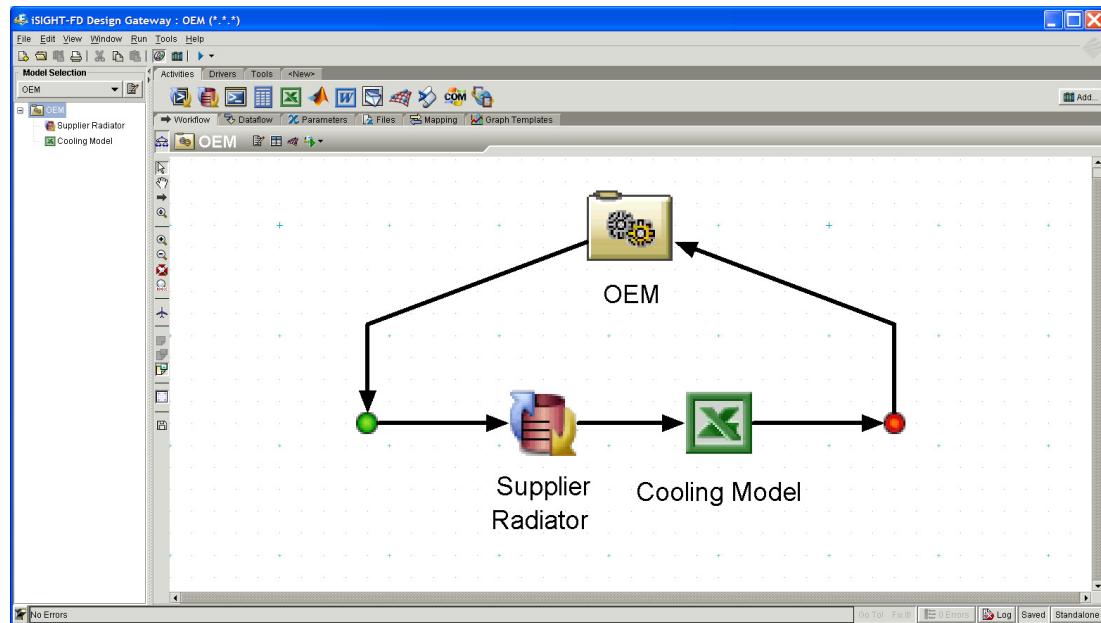 iSIGHT-FD Design Gateway : OEM (*.*.*)
File Edit View Window Run Tools Help
Model Selection
OEM
OEM
Supplier Radiator
Cooling Model
Activities Drivers Tools <New>
COM
Add...
Workflow Dataflow Parameters Files Mapping Graph Templates
OEM
OEM
Supplier
Radiator
Cooling Model
No Errors
0 Errors Log Saved Standalone